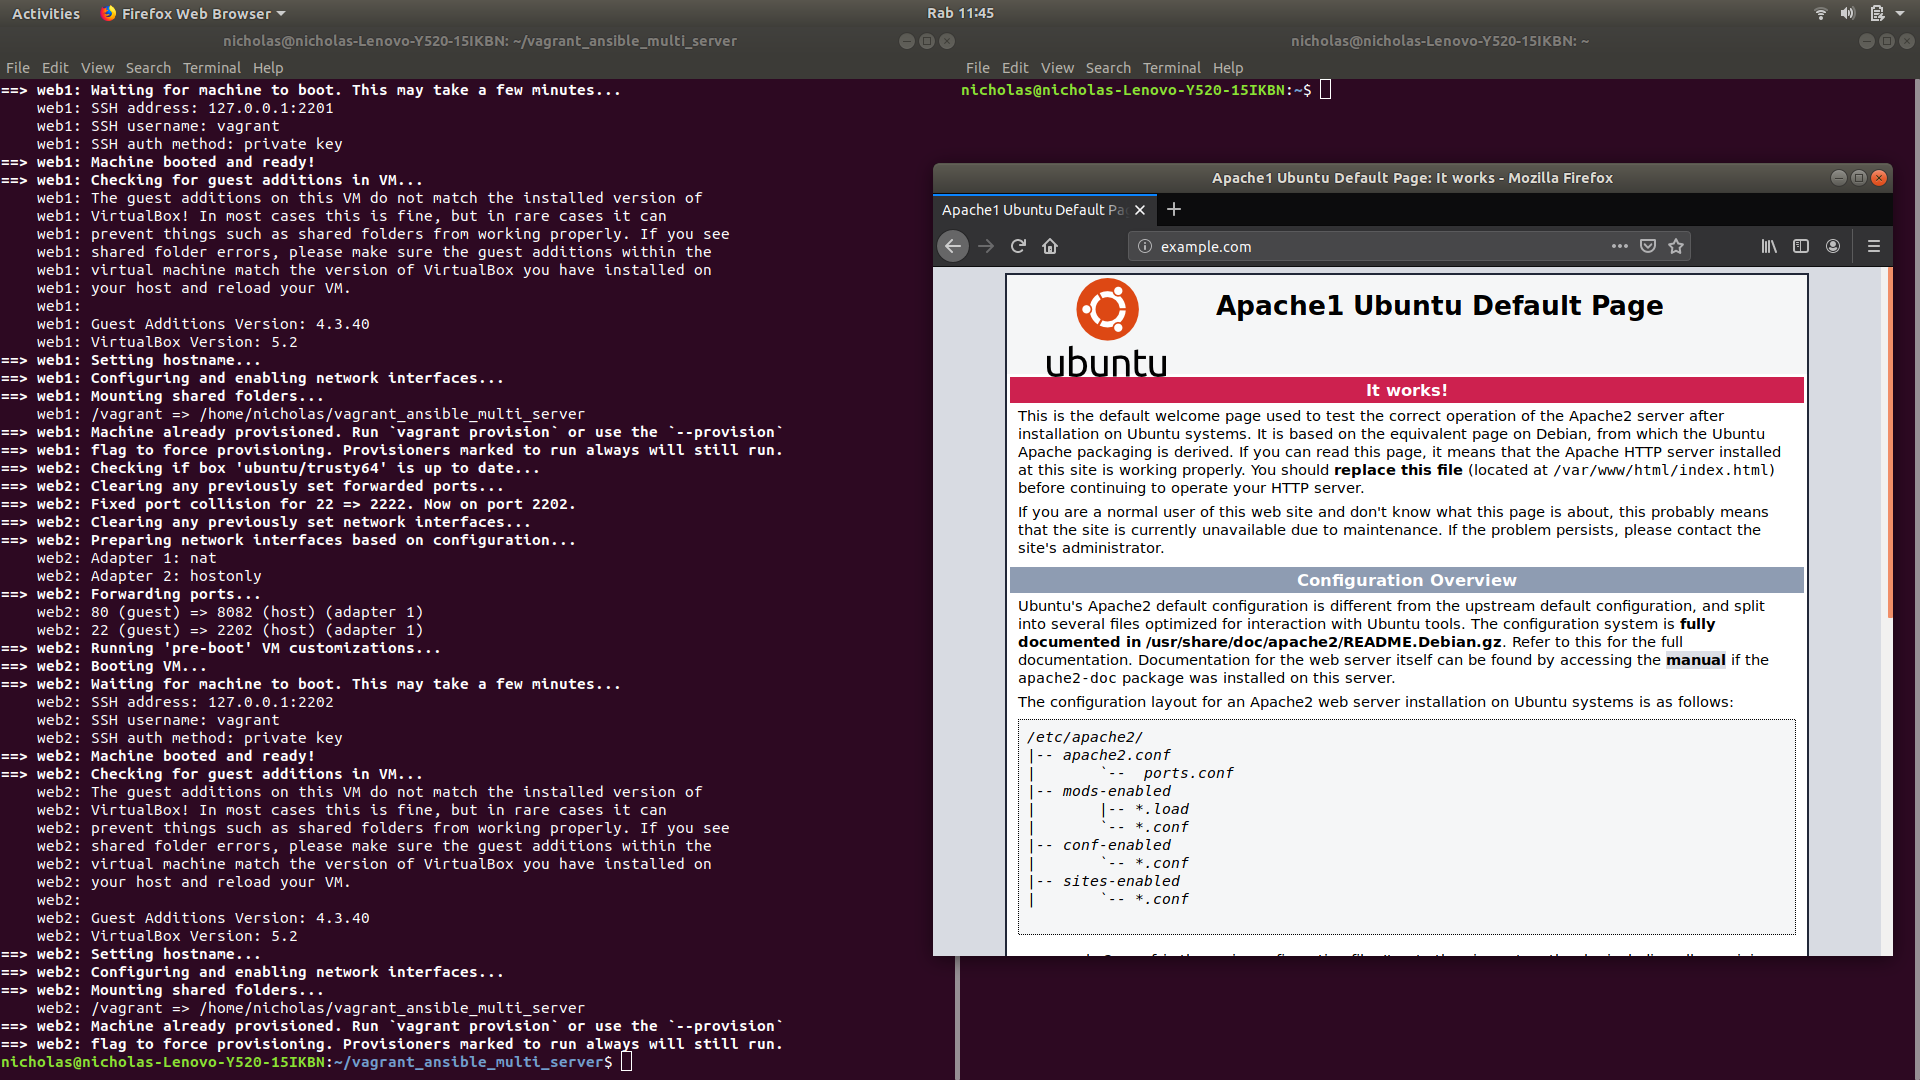 Activities Firefox Web Browser Rab 11:45
nicholas@nicholas-Lenovo-Y520-15IKBN: ~/vagrant_ansible_multi_server
File Edit View Search Terminal Help
==> web1: Waiting for machine to boot. This may take a few minutes...
    web1: SSH address: 127.0.0.1:2201
    web1: SSH username: vagrant
    web1: SSH auth method: private key
==> web1: Machine booted and ready!
==> web1: Checking for guest additions in VM...
    web1: The guest additions on this VM do not match the installed version of
    web1: VirtualBox! In most cases this is fine, but in rare cases it can
    web1: prevent things such as shared folders from working properly. If you see
    web1: shared folder errors, please make sure the guest additions within the
    web1: virtual machine match the version of VirtualBox you have installed on
    web1: your host and reload your VM.
    web1:
    web1: Guest Additions Version: 4.3.40
    web1: VirtualBox Version: 5.2
==> web1: Setting hostname...
==> web1: Configuring and enabling network interfaces...
==> web1: Mounting shared folders...
    web1: /vagrant => /home/nicholas/vagrant_ansible_multi_server
==> web1: Machine already provisioned. Run `vagrant provision` or use the `--provision`
==> web1: flag to force provisioning. Provisioners marked to run always will still run.
==> web2: Checking if box 'ubuntu/trusty64' is up to date...
==> web2: Clearing any previously set forwarded ports...
==> web2: Fixed port collision for 22 => 2222. Now on port 2202.
==> web2: Clearing any previously set network interfaces...
==> web2: Preparing network interfaces based on configuration...
    web2: Adapter 1: nat
    web2: Adapter 2: hostonly
==> web2: Forwarding ports...
    web2: 80 (guest) => 8082 (host) (adapter 1)
    web2: 22 (guest) => 2202 (host) (adapter 1)
==> web2: Running 'pre-boot' VM customizations...
==> web2: Booting VM...
==> web2: Waiting for machine to boot. This may take a few minutes...
    web2: SSH address: 127.0.0.1:2202
    web2: SSH username: vagrant
    web2: SSH auth method: private key
==> web2: Machine booted and ready!
==> web2: Checking for guest additions in VM...
    web2: The guest additions on this VM do not match the installed version of
    web2: VirtualBox! In most cases this is fine, but in rare cases it can
    web2: prevent things such as shared folders from working properly. If you see
    web2: shared folder errors, please make sure the guest additions within the
    web2: virtual machine match the version of VirtualBox you have installed on
    web2: your host and reload your VM.
    web2:
    web2: Guest Additions Version: 4.3.40
    web2: VirtualBox Version: 5.2
==> web2: Setting hostname...
==> web2: Configuring and enabling network interfaces...
==> web2: Mounting shared folders...
    web2: /vagrant => /home/nicholas/vagrant_ansible_multi_server
==> web2: Machine already provisioned. Run `vagrant provision` or use the `--provision`
==> web2: flag to force provisioning. Provisioners marked to run always will still run.
nicholas@nicholas-Lenovo-Y520-15IKBN:~/vagrant_ansible_multi_server$
nicholas@nicholas-Lenovo-Y520-15IKBN: ~
File Edit View Search Terminal Help
nicholas@nicholas-Lenovo-Y520-15IKBN:~$
Apache1 Ubuntu Default Page: It works - Mozilla Firefox
Apache1 Ubuntu Default Pa
example.com
ubuntu
Apache1 Ubuntu Default Page
It works!
This is the default welcome page used to test the correct operation of the Apache2 server after
installation on Ubuntu systems. It is based on the equivalent page on Debian, from which the Ubuntu
Apache packaging is derived. If you can read this page, it means that the Apache HTTP server installed
at this site is working properly. You should replace this file (located at /var/www/html/index.html)
before continuing to operate your HTTP server.
If you are a normal user of this web site and don't know what this page is about, this probably means
that the site is currently unavailable due to maintenance. If the problem persists, please contact the
site's administrator.
Configuration Overview
Ubuntu's Apache2 default configuration is different from the upstream default configuration, and split
into several files optimized for interaction with Ubuntu tools. The configuration system is fully
documented in /usr/share/doc/apache2/README.Debian.gz. Refer to this for the full
documentation. Documentation for the web server itself can be found by accessing the manual if the
apache2-doc package was installed on this server.
The configuration layout for an Apache2 web server installation on Ubuntu systems is as follows:
/etc/apache2/
|-- apache2.conf
|       `--  ports.conf
|-- mods-enabled
|       |-- *.load
|       `-- *.conf
|-- conf-enabled
|       `-- *.conf
|-- sites-enabled
|       `-- *.conf